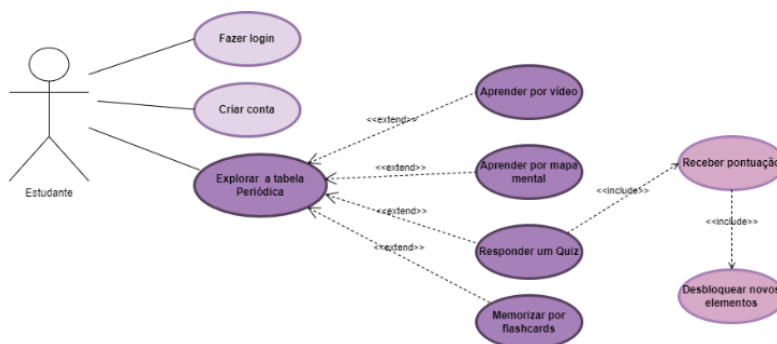 Fazer login
Criar conta
Explorar a tabela
Periódica
Estudante
Aprender por vídeo
<<extend>>
Aprender por mapa
mental
<<extend>>
<<extend>>
Responder um Quiz
<<extend>>
Memorizar por
flashcards
<<include>>
Receber pontuação
<<include>>
Desbloquear novos
elementos